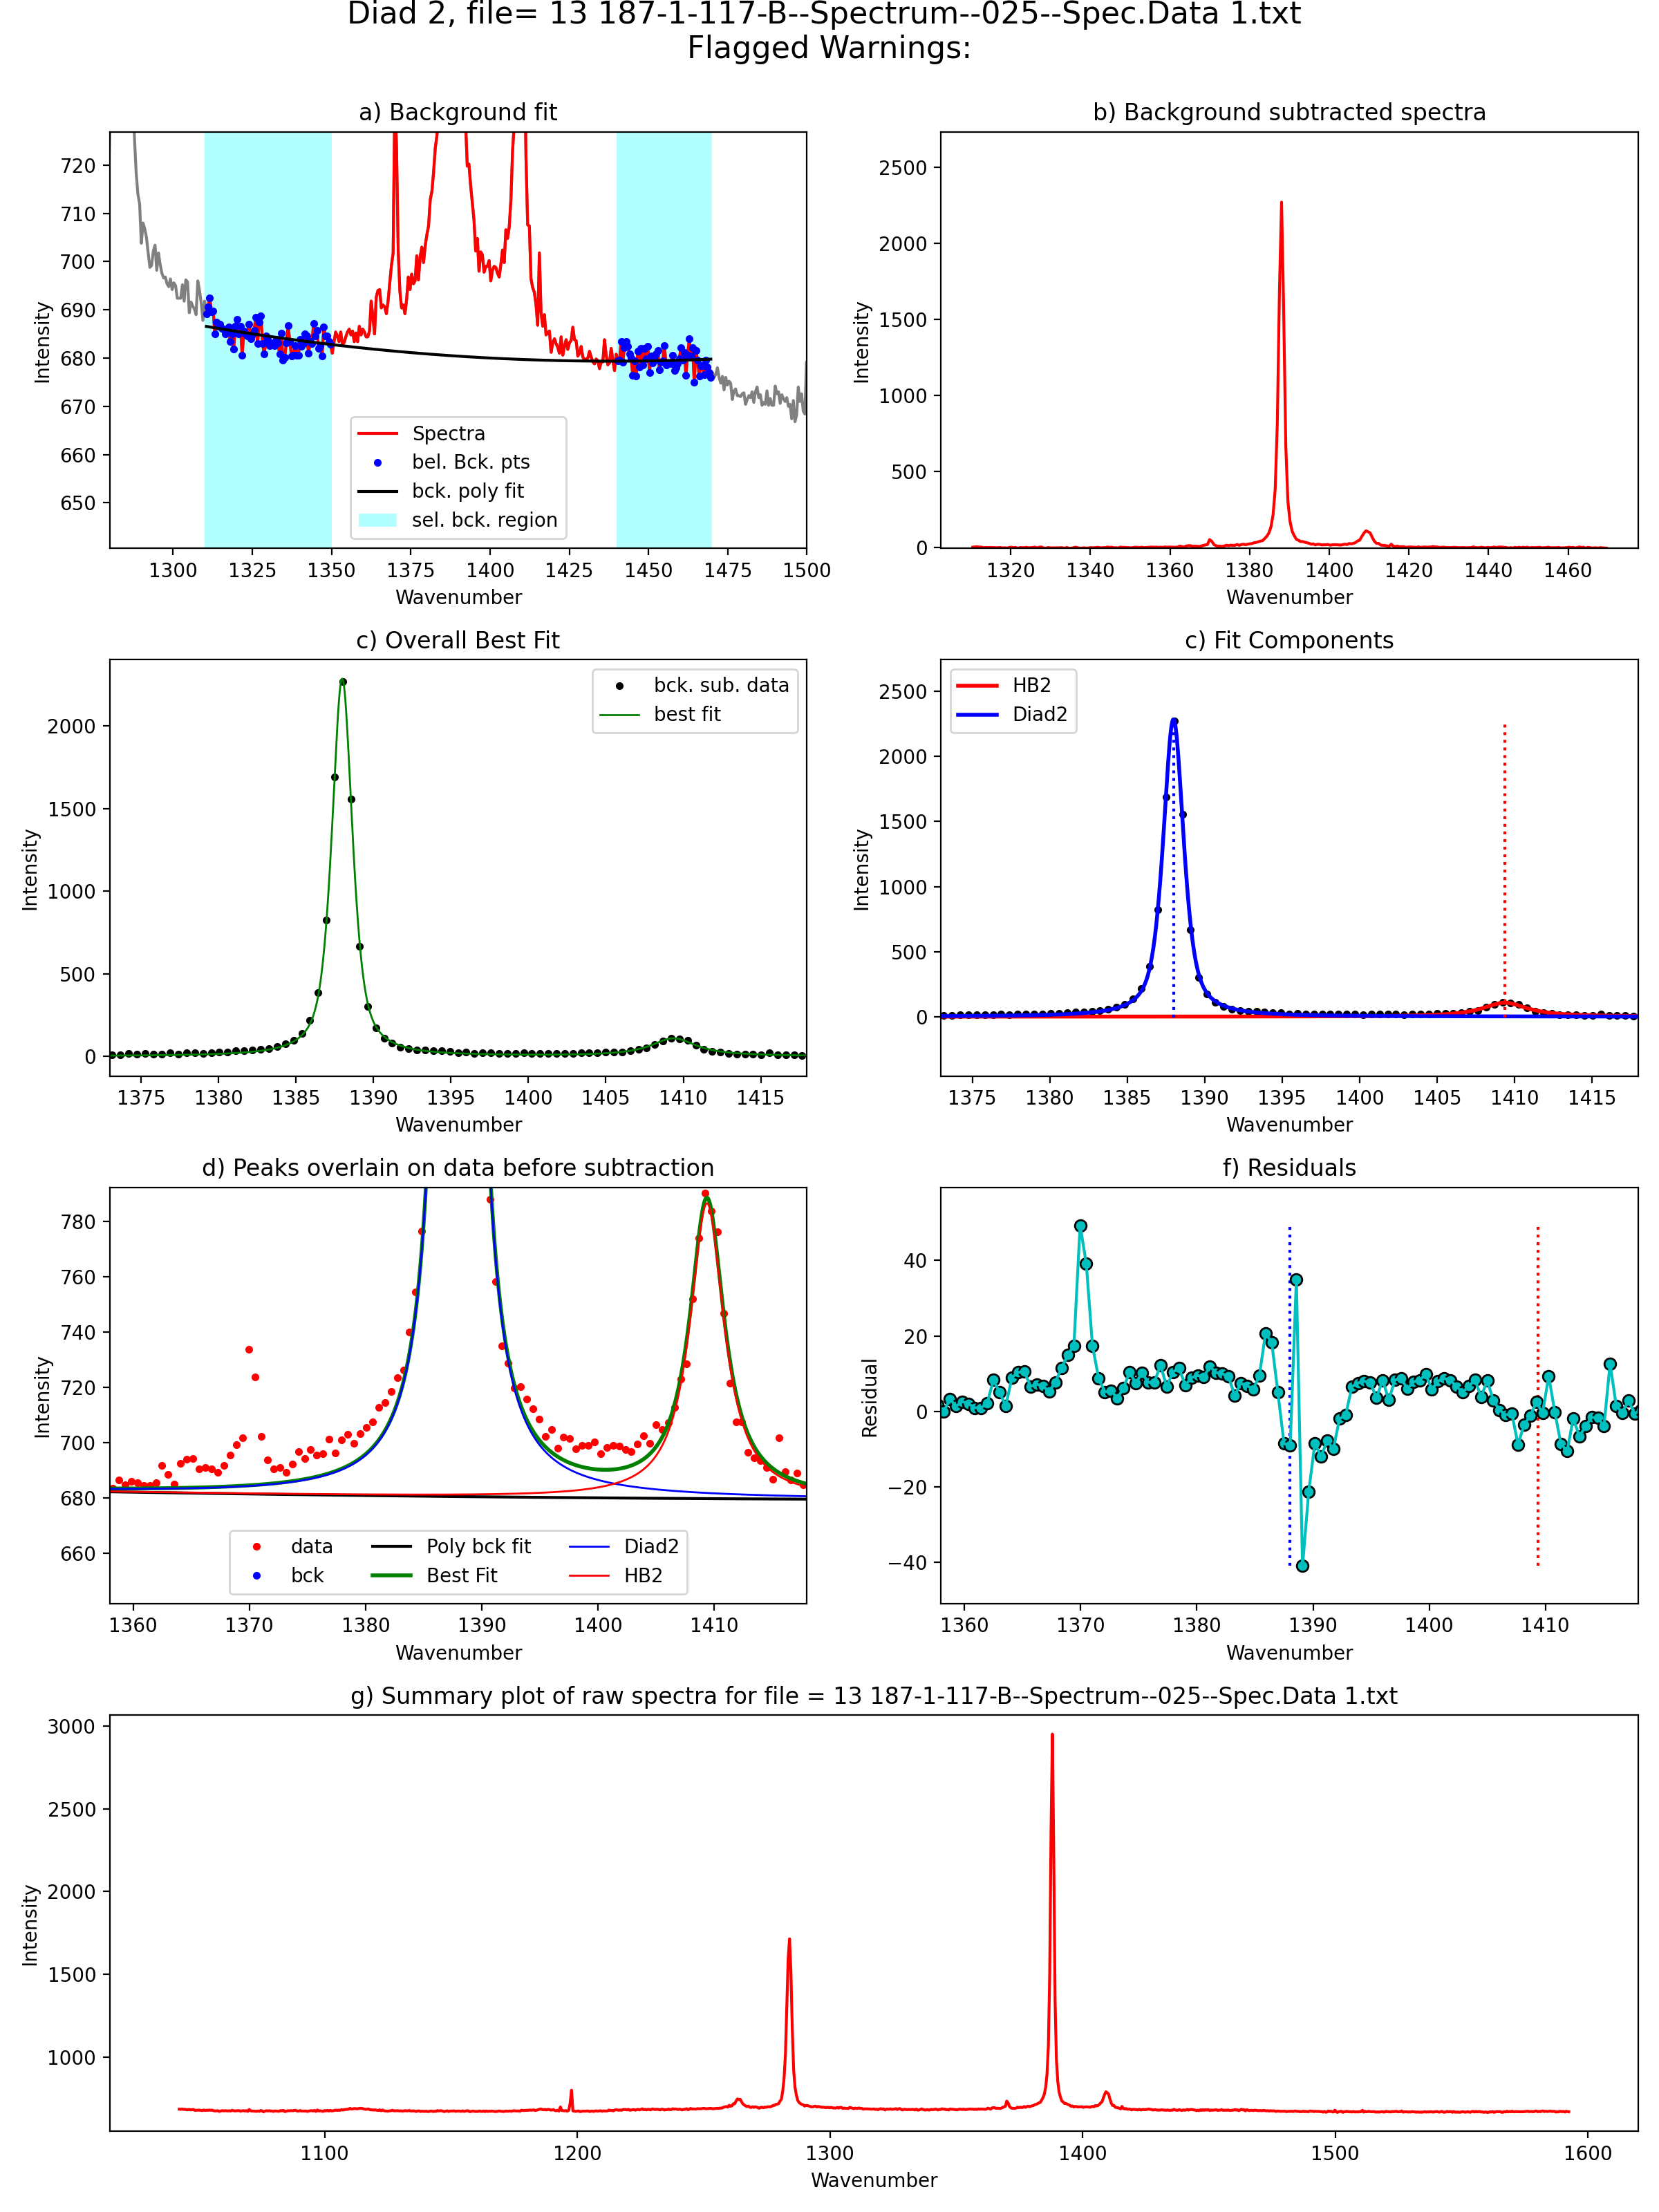 Diad 2, file= 13 187-1-117-B--Spectrum--025--Spec.Data 1.txt
Flagged Warnings:
a) Background fit
Intensity
720
710
700
690
680
670
660
650
Spectra
bel. Bck. pts
bck. poly fit
sel. bck. region
1300 1325 1350 1375 1400 1425 1450 1475 1500
Wavenumber
b) Background subtracted spectra
Intensity
2500
2000
1500
1000
500
0
1320 1340 1360 1380 1400 1420 1440 1460
Wavenumber
c) Overall Best Fit
Intensity
2000
1500
1000
500
0
bck. sub. data
best fit
1375 1380 1385 1390 1395 1400 1405 1410 1415
Wavenumber
c) Fit Components
Intensity
2500
2000
1500
1000
500
0
HB2
Diad2
1375 1380 1385 1390 1395 1400 1405 1410 1415
Wavenumber
d) Peaks overlain on data before subtraction
Intensity
780
760
740
720
700
680
660
data
bck
Poly bck fit
Best Fit
Diad2
HB2
1360 1370 1380 1390 1400 1410
Wavenumber
f) Residuals
Residual
40
20
0
−20
−40
1360 1370 1380 1390 1400 1410
Wavenumber
g) Summary plot of raw spectra for file = 13 187-1-117-B--Spectrum--025--Spec.Data 1.txt
Intensity
3000
2500
2000
1500
1000
1100 1200 1300 1400 1500 1600
Wavenumber